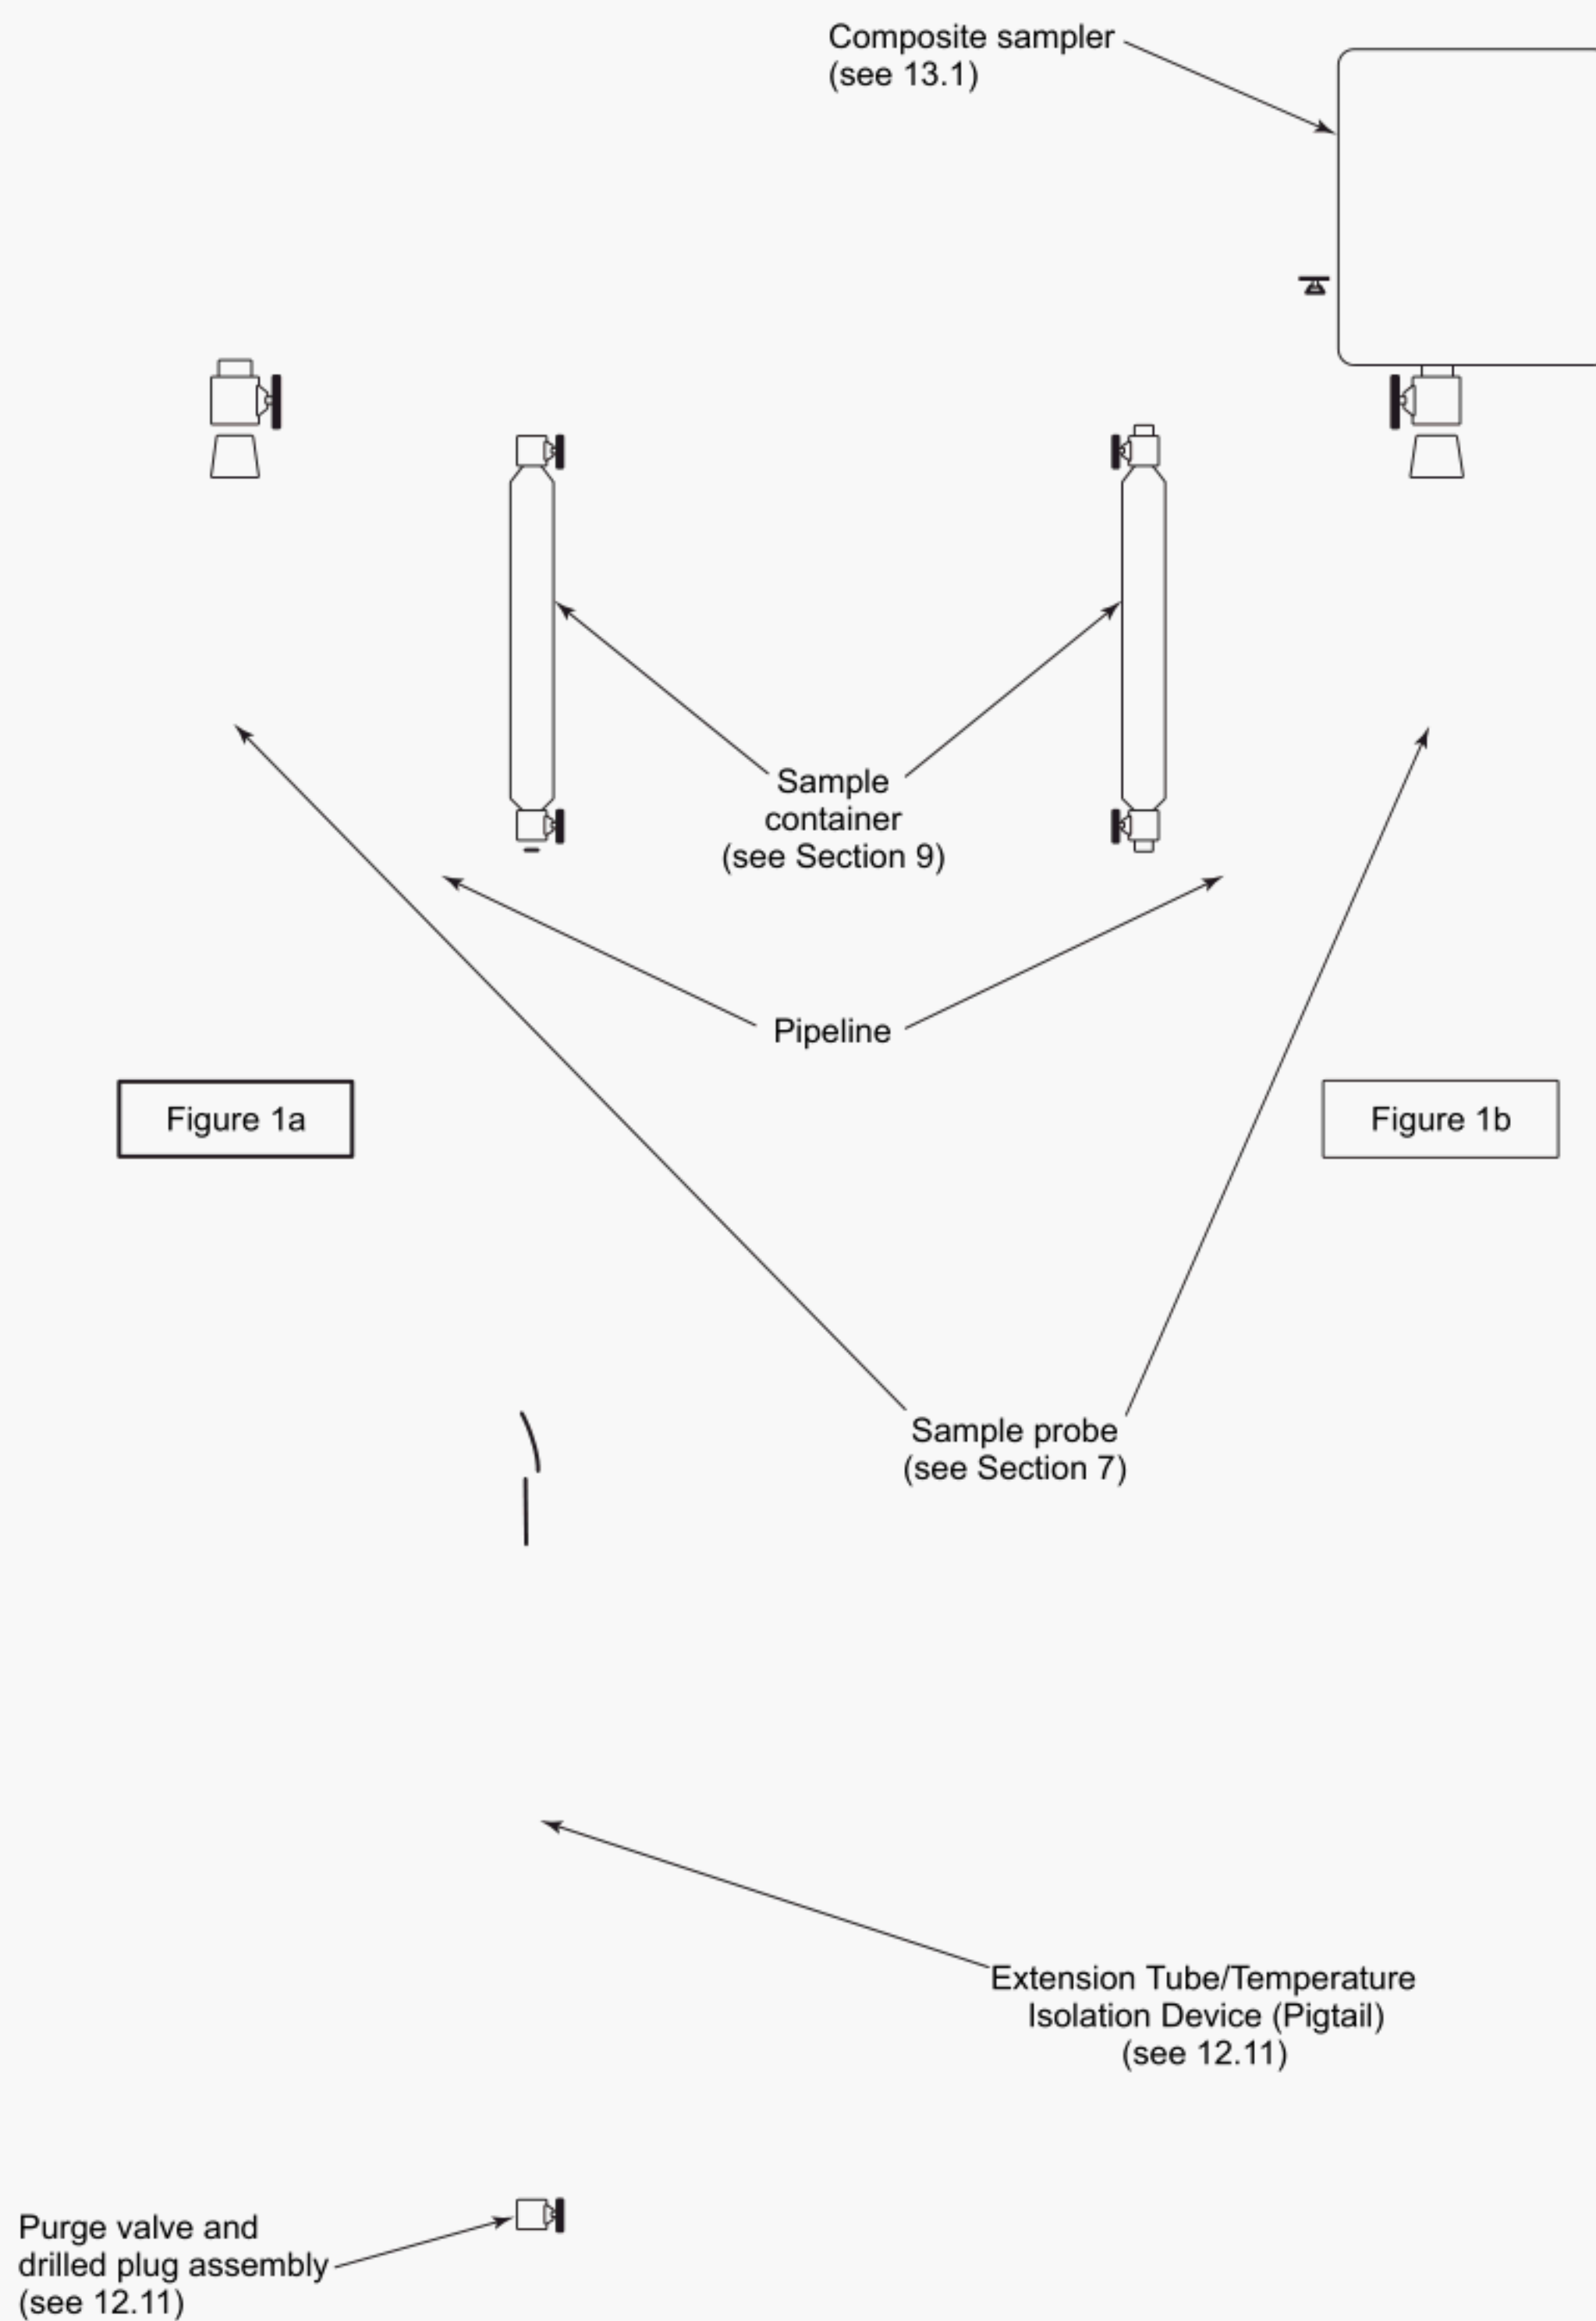 Composite sampler
(see 13.1)
Sample
container
(see Section 9)
Pipeline
Figure 1a
Figure 1b
Sample probe
(see Section 7)
Extension Tube/Temperature
Isolation Device (Pigtail)
(see 12.11)
Purge valve and
drilled plug assembly
(see 12.11)